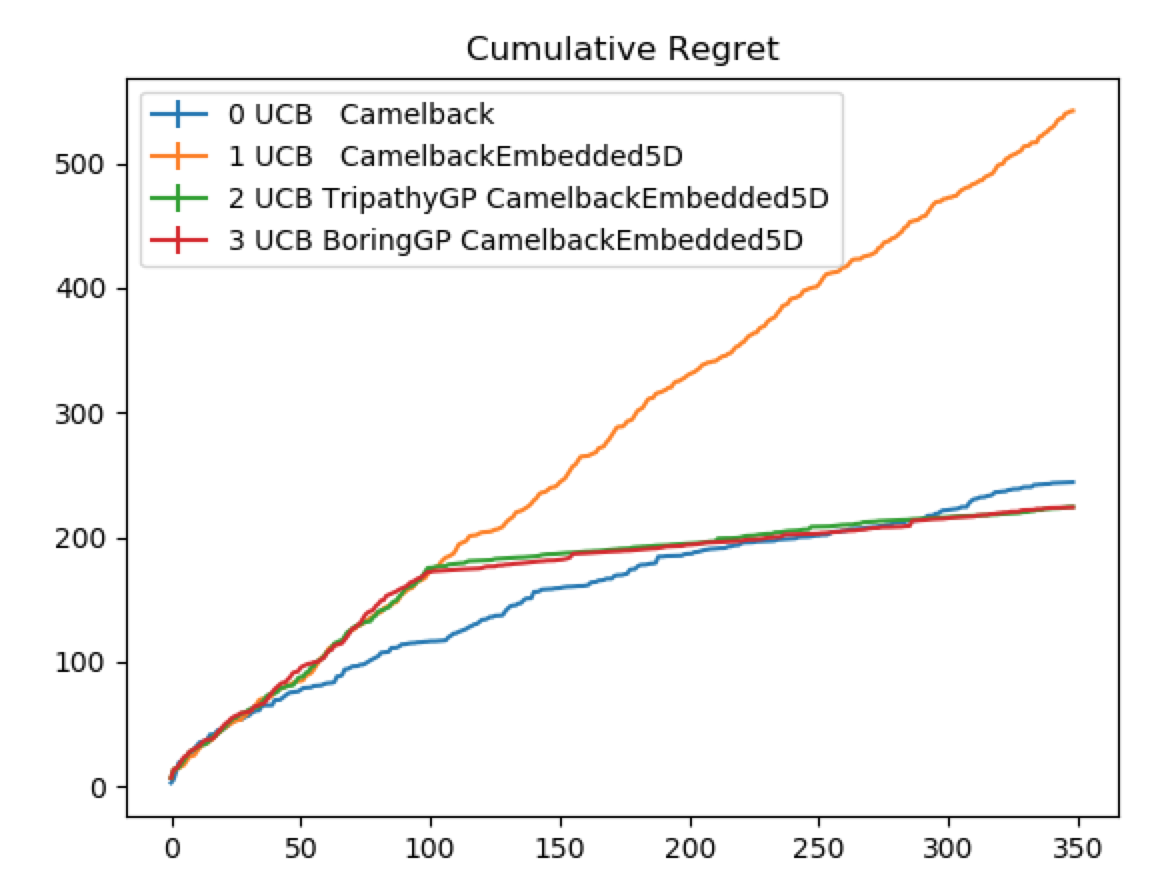 Cumulative Regret
0 UCB   Camelback
1 UCB   CamelbackEmbedded5D
2 UCB TripathyGP CamelbackEmbedded5D
3 UCB BoringGP CamelbackEmbedded5D
500
400
300
200
100
0
0 50 100 150 200 250 300 350